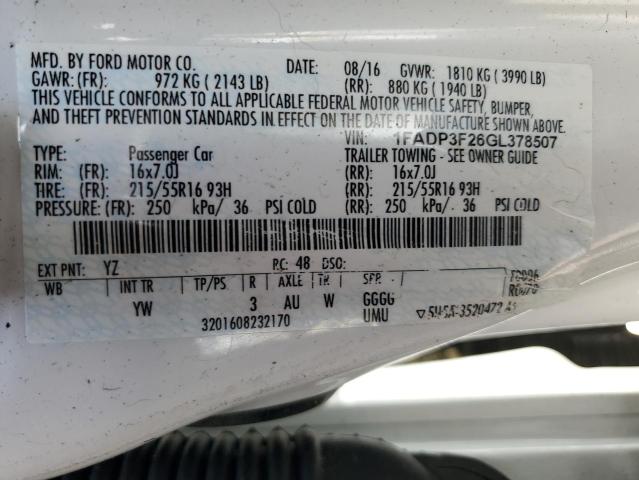 MFD. BY FORD MOTOR CO. DATE: 08/16 GVWR: 1810 KG ( 3990 LB)
GAWR: (FR): 972 KG ( 2143 LB) (RR): 880 KG ( 1940 LB)
THIS VEHICLE CONFORMS TO ALL APPLICABLE FEDERAL MOTOR VEHICLE SAFETY, BUMPER,
AND THEFT PREVENTION STANDARDS IN EFFECT ON THE DATE OF MANUFACTURE SHOWN ABOVE
VIN: 1FADP3F26GL378507
TYPE: Passenger Car TRAILER TOWING - SEE OWNER GUIDE
RIM: (FR): 16x7.0J (RR): 16x7.0J
TIRE: (FR): 215/55R16 93H (RR): 215/55R16 93H
PRESSURE: (FR): 250 kPa/ 36 PSI COLD (RR): 250 kPa/ 36 PSI COLD
EXT PNT: YZ RC: 48 DSO:
WB INT TR TP/PS R AXLE TR SPR
YW 3 AU W GGGG
3201608232170 UMU